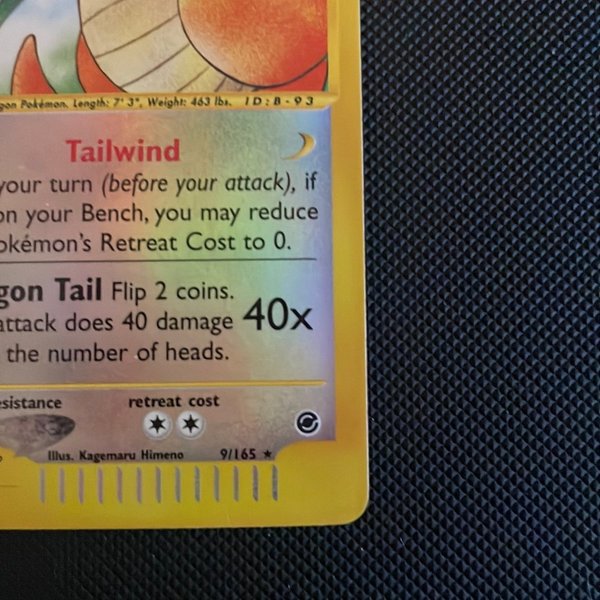 gon Pokémon. Length: 7' 3", Weight: 463 lbs. ID: B-93
Tailwind
your turn (before your attack), if
on your Bench, you may reduce
okémon's Retreat Cost to 0.
gon Tail Flip 2 coins.
attack does 40 damage 40x
the number of heads.
esistance retreat cost
Illus. Kagemaru Himeno 9/165 ★